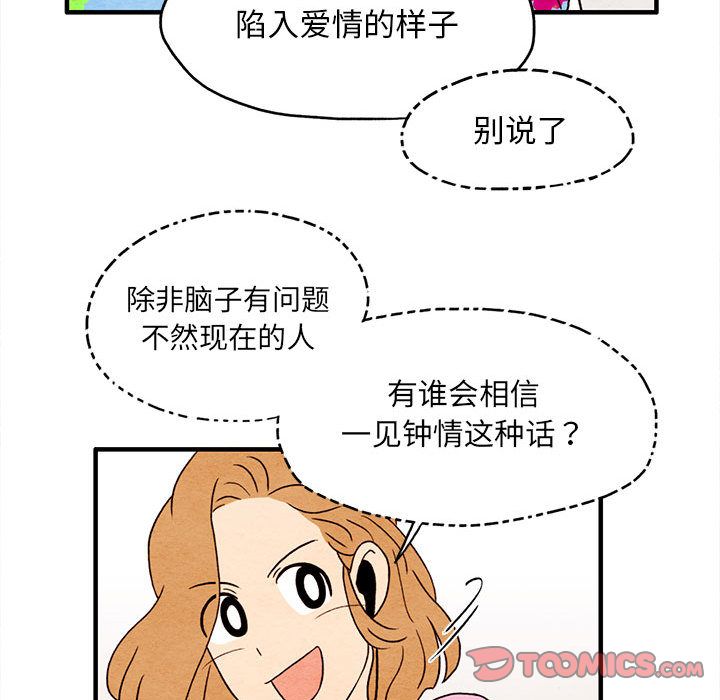 陷入爱情的样子
别说了
除非脑子有问题
不然现在的人
有谁会相信
一见钟情这种话？
TOOMICS.COM